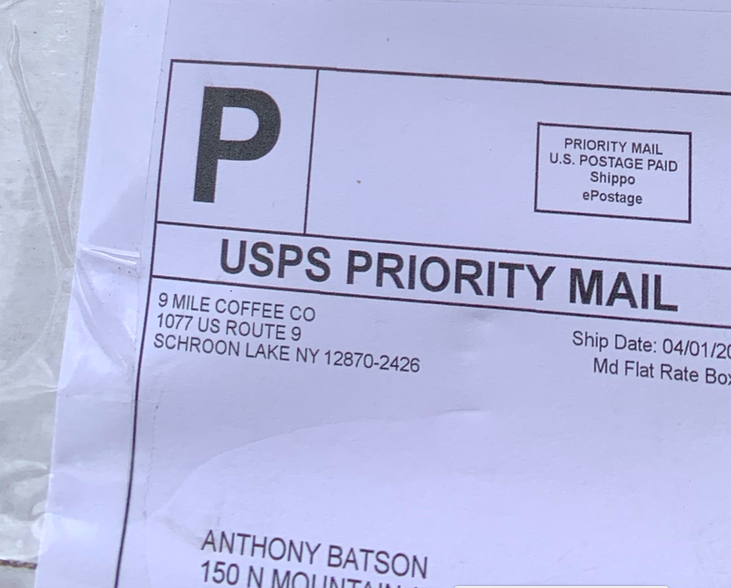 P
PRIORITY MAIL
U.S. POSTAGE PAID
Shippo
ePostage
USPS PRIORITY MAIL
9 MILE COFFEE CO
1077 US ROUTE 9
SCHROON LAKE NY 12870-2426
Ship Date: 04/01/20
Md Flat Rate Box
ANTHONY BATSON
150 N MOUNTAIN